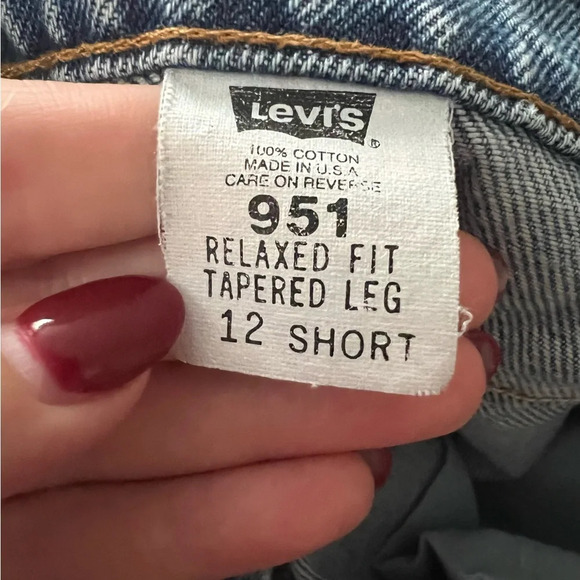 Levi's ®
100% COTTON
MADE IN U.S.A
CARE ON REVERSE
951
RELAXED FIT
TAPERED LEG
12 SHORT